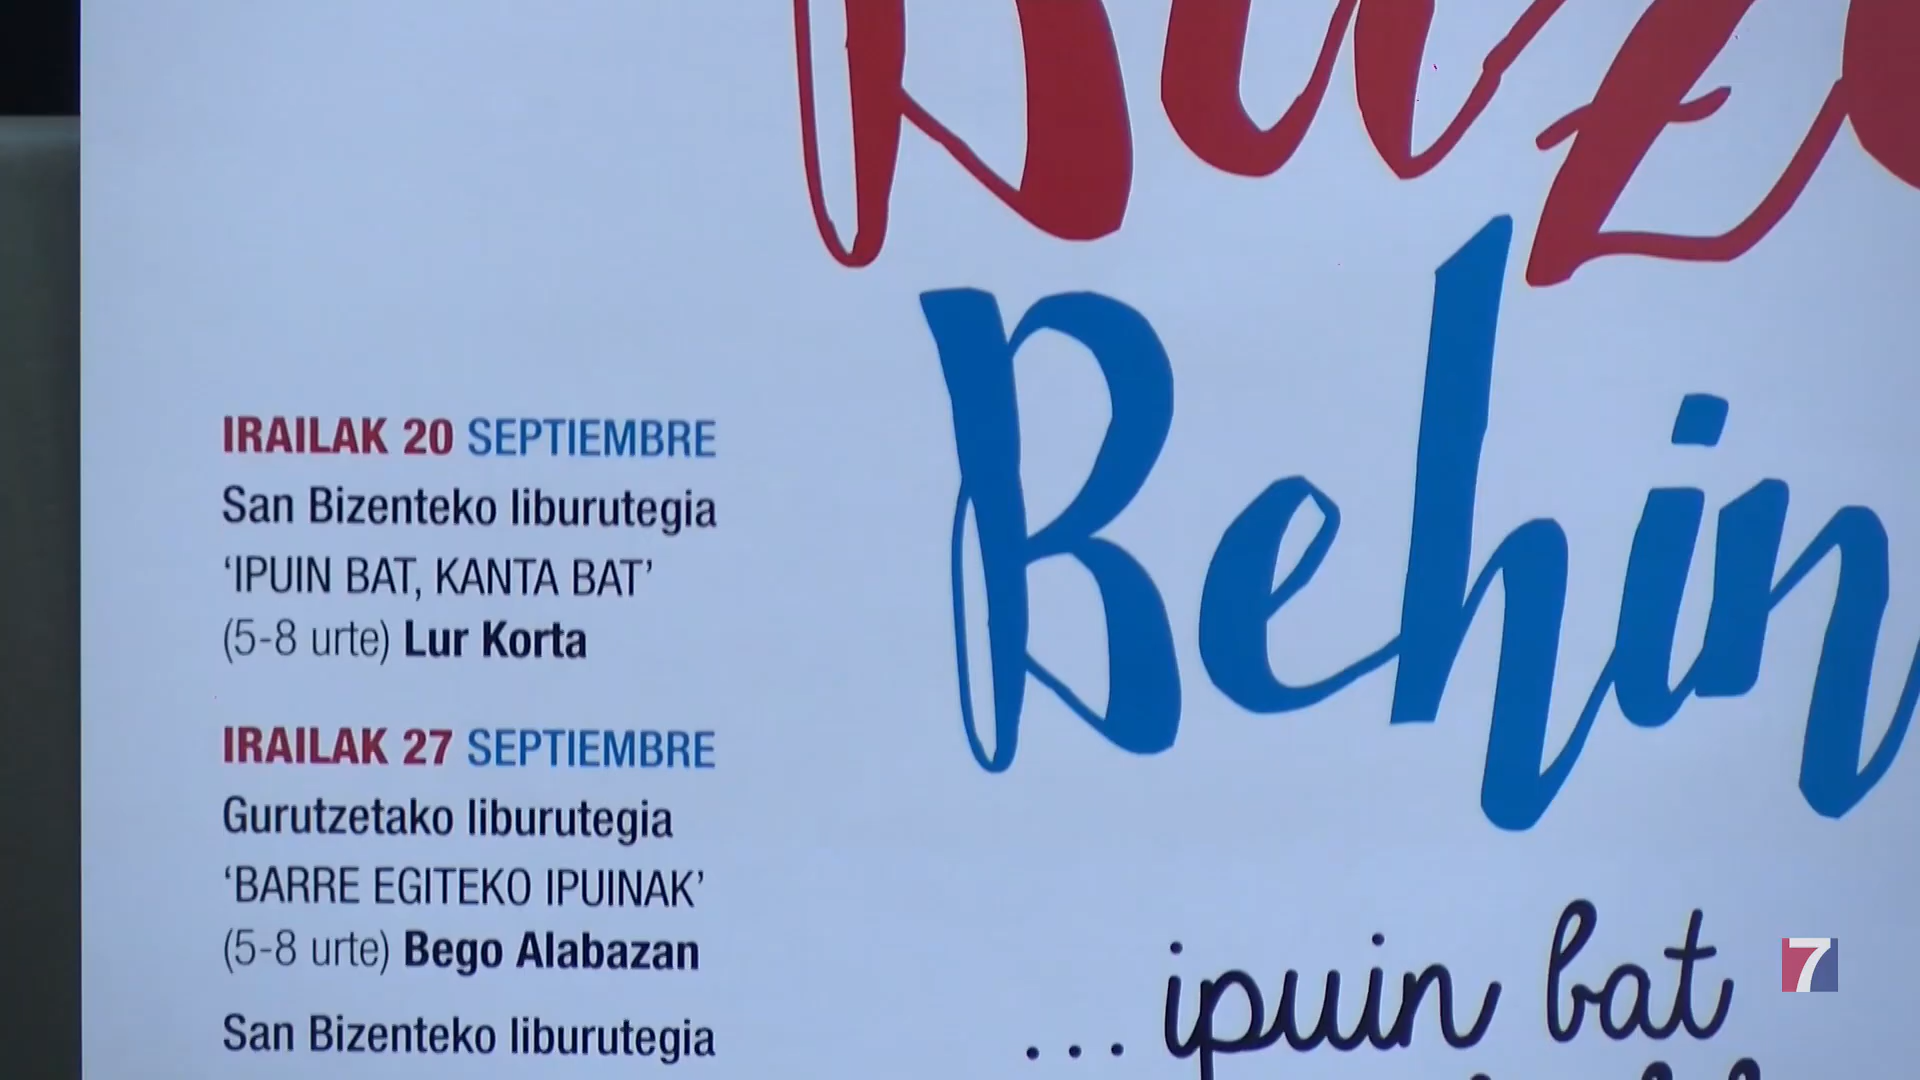 IRAILAK 20 SEPTIEMBRE
San Bizenteko liburutegia
‘IPUIN BAT, KANTA BAT’
(5-8 urte) Lur Korta
IRAILAK 27 SEPTIEMBRE
Gurutzetako liburutegia
‘BARRE EGITEKO IPUINAK’
(5-8 urte) Bego Alabazan
San Bizenteko liburutegia
Behin
... ipuin bat
7